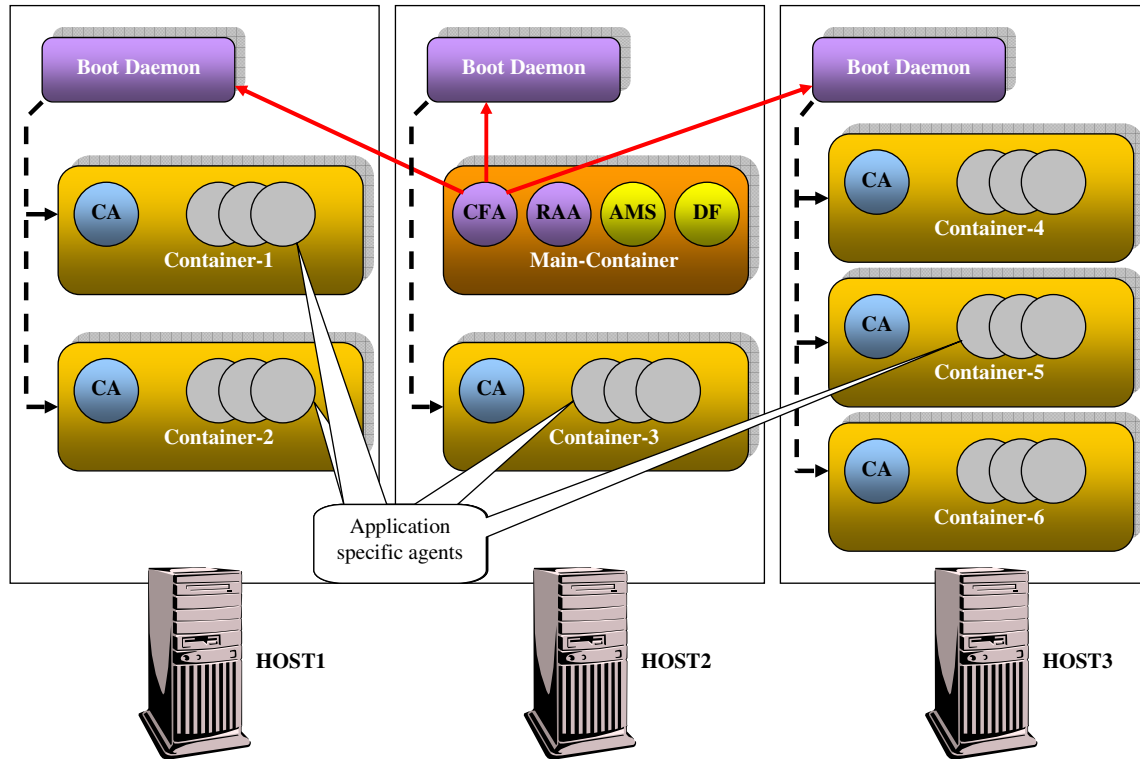 Boot Daemon
Boot Daemon
Boot Daemon
CA
Container-1
CFA
RAA
AMS
DF
Main-Container
CA
Container-4
CA
Container-2
CA
Container-3
CA
Container-5
CA
Container-6
Application
specific agents
HOST1
HOST2
HOST3